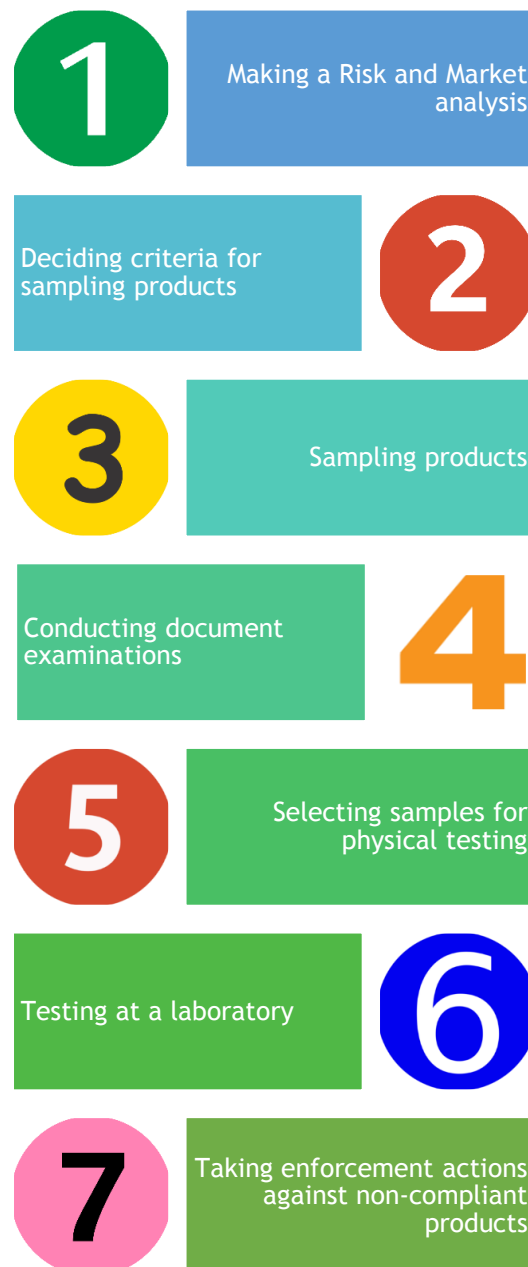 1
Making a Risk and Market
analysis
Deciding criteria for
sampling products
2
3
Sampling products
Conducting document
examinations
4
5
Selecting samples for
physical testing
Testing at a laboratory
6
7
Taking enforcement actions
against non-compliant
products